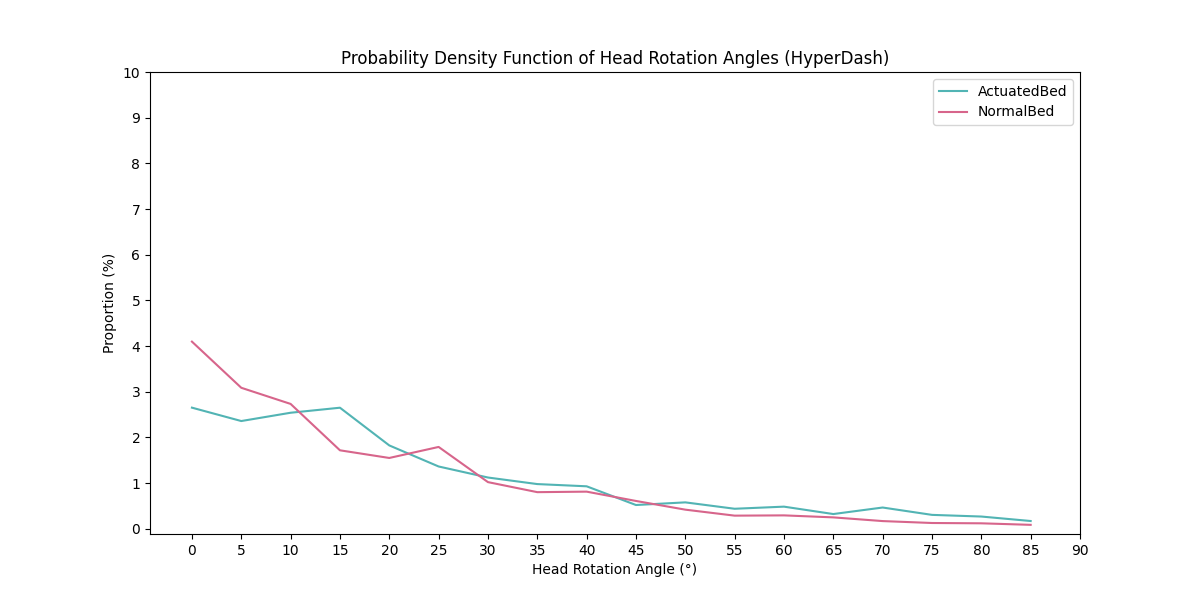 Probability Density Function of Head Rotation Angles (HyperDash)
ActuatedBed
NormalBed
Proportion (%)
10
9
8
7
6
5
4
3
2
1
0
0 5 10 15 20 25 30 35 40 45 50 55 60 65 70 75 80 85 90
Head Rotation Angle (°)